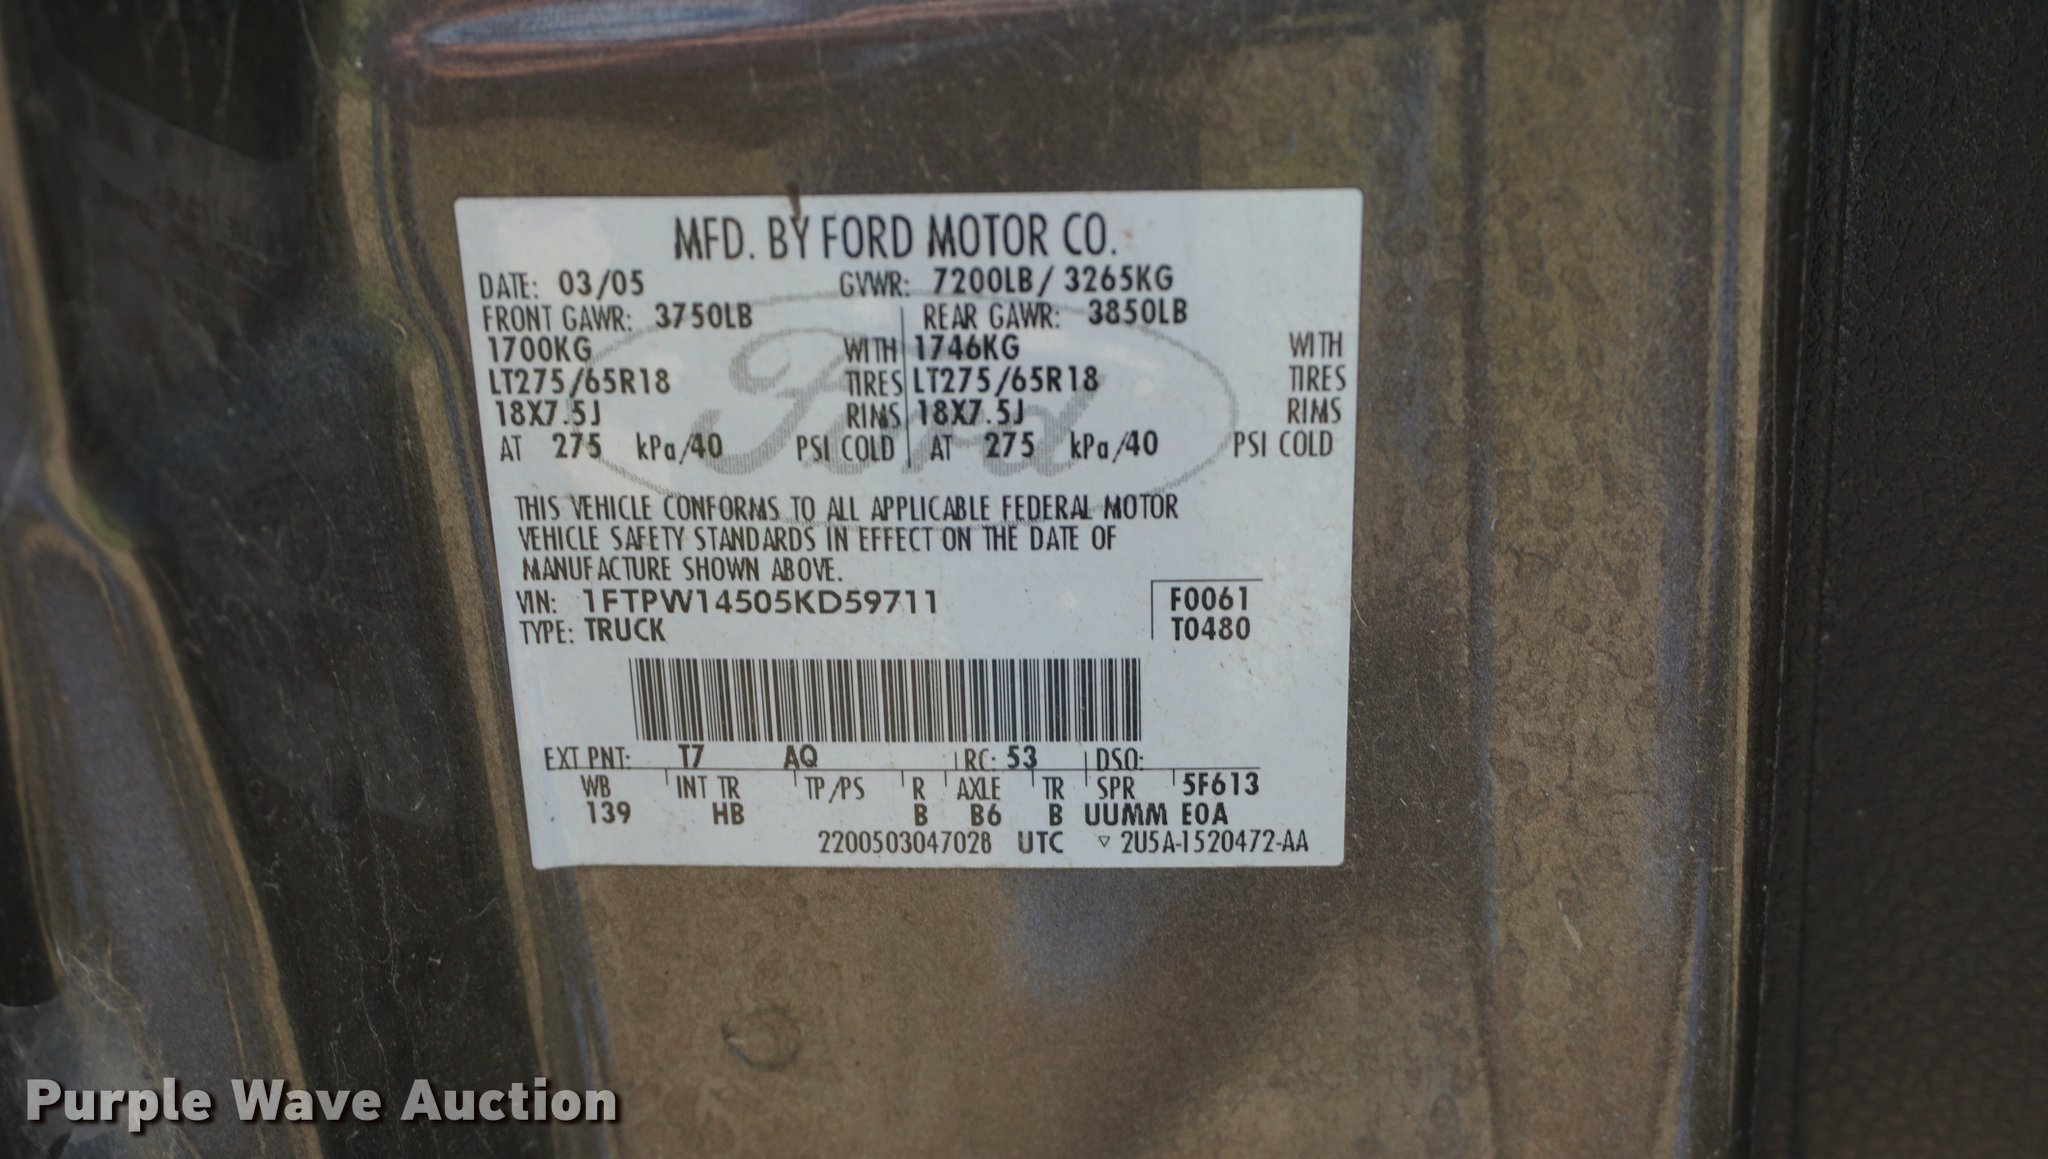 MFD. BY FORD MOTOR CO.
DATE: 03/05 GVWR: 7200LB / 3265KG
FRONT GAWR: 3750LB REAR GAWR: 3850LB
1700KG WITH 1746KG WITH
LT275/65R18 TIRES LT275/65R18 TIRES
18X7.5J RIMS 18X7.5J RIMS
AT 275 kPa/40 PSI COLD AT 275 kPa/40 PSI COLD
Ford
THIS VEHICLE CONFORMS TO ALL APPLICABLE FEDERAL MOTOR
VEHICLE SAFETY STANDARDS IN EFFECT ON THE DATE OF
MANUFACTURE SHOWN ABOVE.
VIN: 1FTPW14505KD59711 F0061
TYPE: TRUCK T0480
EXT PNT: T7 AQ RC: 53 DSO:
WB INT TR TP/PS R AXLE TR SPR 5F613
139 HB B B6 B UUMM E0A
2200503047028 UTC ▽ 2U5A-1520472-AA
Purple Wave Auction